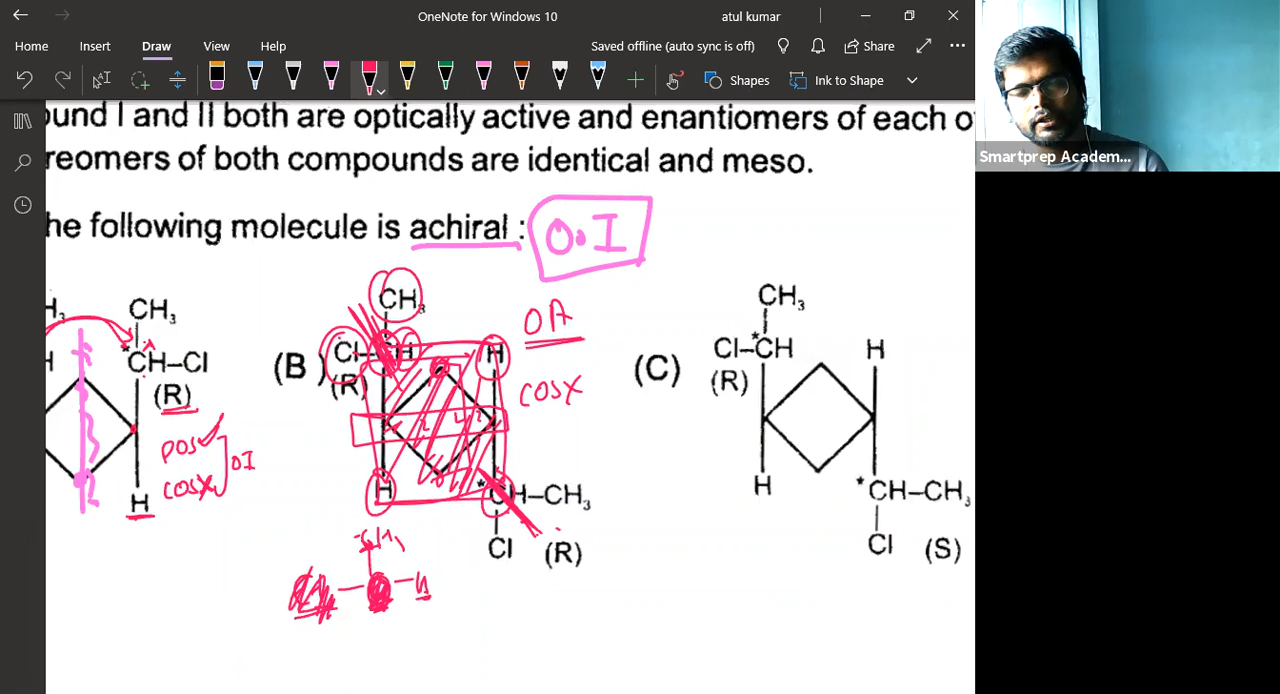 OneNote for Windows 10
atul kumar
Home Insert Draw View Help
Saved offline (auto sync is off)
Share
Shapes
Ink to Shape
ound I and II both are optically active and enantiomers of each o
reomers of both compounds are identical and meso.
he following molecule is achiral :
O.I
Smartprep Academ...
CH₃
*CH–Cl
(R)
pos
cosx
OI
H
(B)
CH₃
Cl–CH
(R)
H
H
*CH–CH₃
Cl
(R)
OA
cosx
H
(C)
CH₃
Cl–*CH
(R)
H
H
*CH–CH₃
Cl
(S)